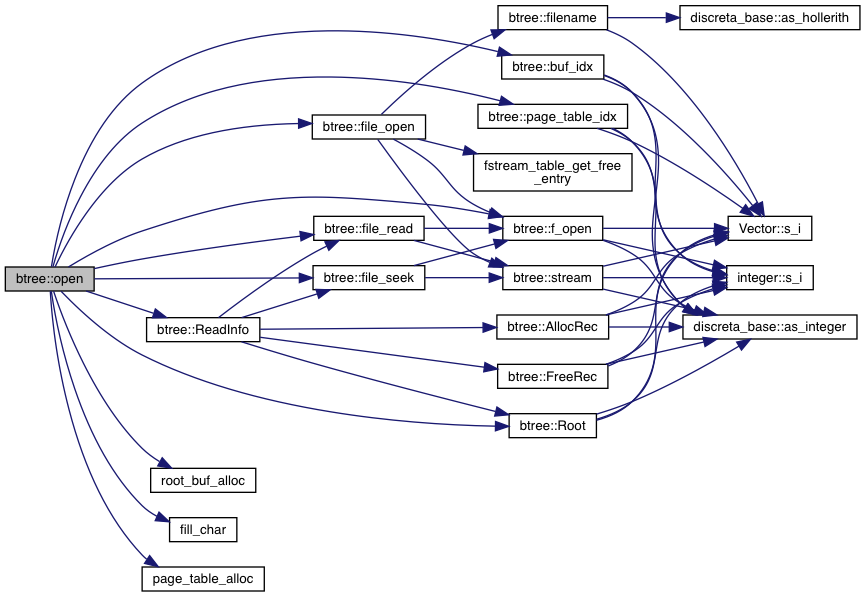 btree::filename
discreta_base::as_hollerith
btree::buf_idx
btree::page_table_idx
btree::file_open
fstream_table_get_free
_entry
btree::file_read
btree::f_open
Vector::s_i
btree::open
btree::file_seek
btree::stream
integer::s_i
btree::ReadInfo
btree::AllocRec
discreta_base::as_integer
btree::FreeRec
btree::Root
root_buf_alloc
fill_char
page_table_alloc